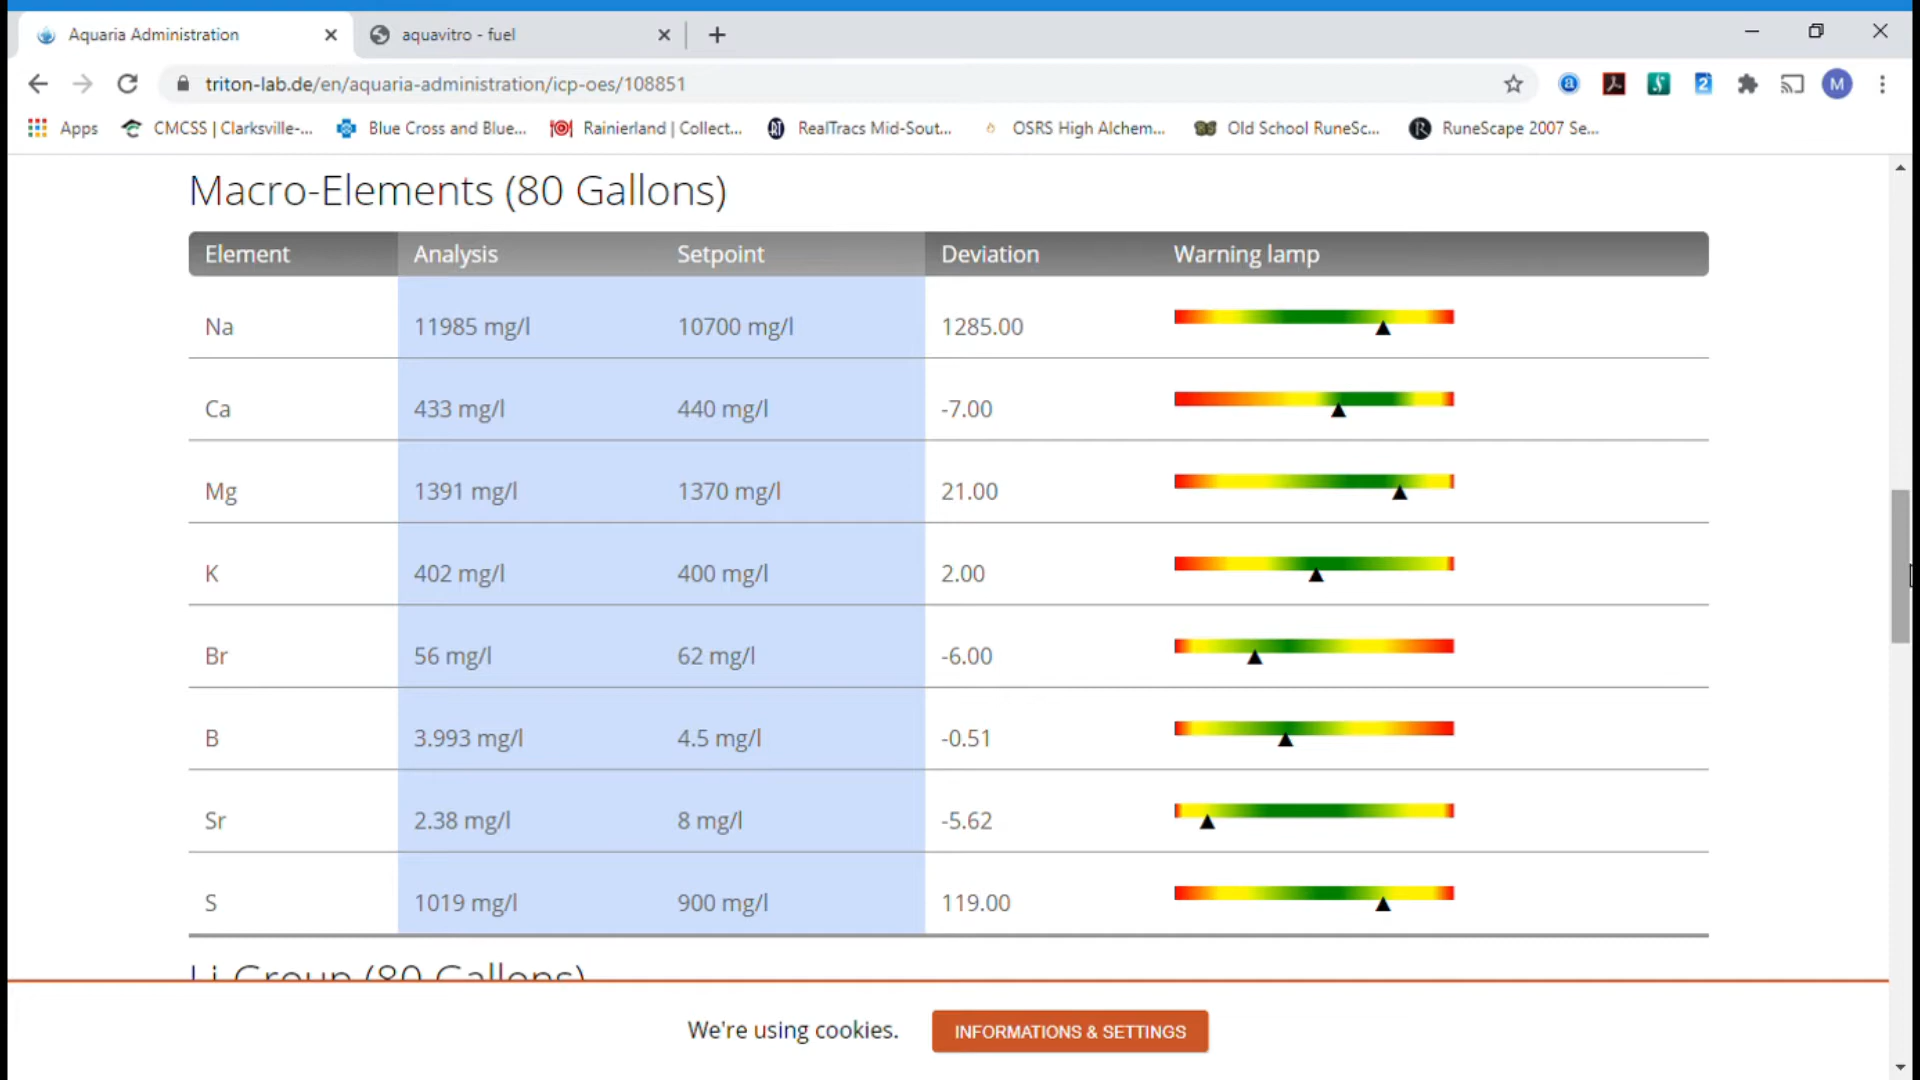 Aquaria Administration
aquavitro - fuel
triton-lab.de/en/aquaria-administration/icp-oes/108851
M
Apps
CMCSS | Clarksville-...
Blue Cross and Blue...
Rainierland | Collect...
RealTracs Mid-Sout...
OSRS High Alchem...
Old School RuneSc...
RuneScape 2007 Se...
Macro-Elements (80 Gallons)
Element Analysis Setpoint Deviation Warning lamp
Na 11985 mg/l 10700 mg/l 1285.00
Ca 433 mg/l 440 mg/l -7.00
Mg 1391 mg/l 1370 mg/l 21.00
K 402 mg/l 400 mg/l 2.00
Br 56 mg/l 62 mg/l -6.00
B 3.993 mg/l 4.5 mg/l -0.51
Sr 2.38 mg/l 8 mg/l -5.62
S 1019 mg/l 900 mg/l 119.00
Li-Group (80 Gallons)
We're using cookies.
INFORMATIONS & SETTINGS